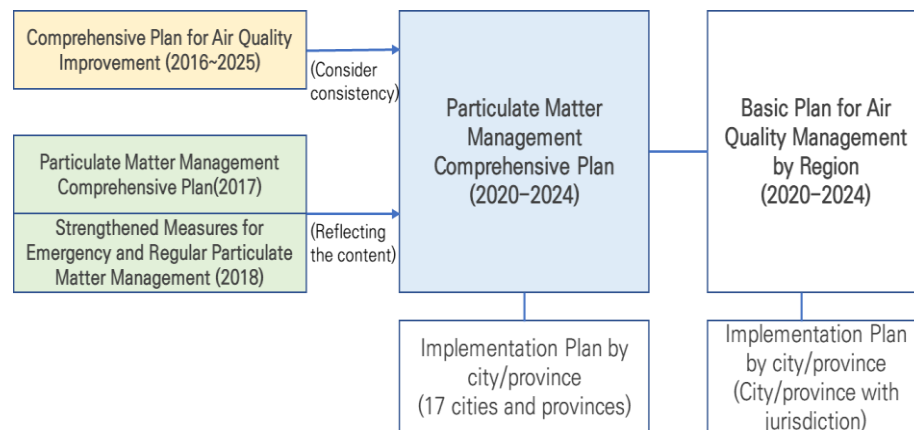 Comprehensive Plan for Air Quality
Improvement (2016~2025)
(Consider
consistency)
Particulate Matter Management
Comprehensive Plan(2017)
Strengthened Measures for
Emergency and Regular Particulate
Matter Management (2018)
(Reflecting
the content)
Particulate Matter
Management
Comprehensive Plan
(2020-2024)
Basic Plan for Air
Quality Management
by Region
(2020-2024)
Implementation Plan by
city/province
(17 cities and provinces)
Implementation Plan
by city/province
(City/province with
jurisdiction)